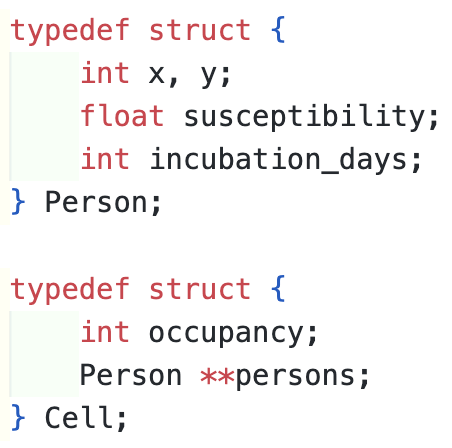 typedef struct {
    int x, y;
    float susceptibility;
    int incubation_days;
} Person;

typedef struct {
    int occupancy;
    Person **persons;
} Cell;